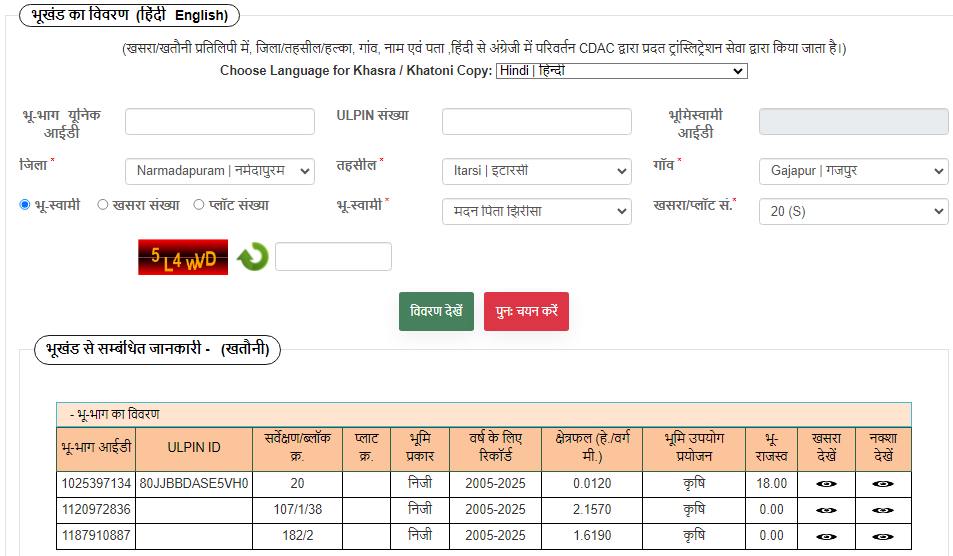 भूखंड का विवरण (हिंदी English)
(खसरा/खतौनी प्रतिलिपी में, जिला/तहसील/हल्का, गांव, नाम एवं पता ,हिंदी से अंग्रेजी में परिवर्तन CDAC द्वारा प्रदत ट्रांस्लिट्रेशन सेवा द्वारा किया जाता है।)
Choose Language for Khasra / Khatoni Copy: Hindi | हिन्दी
भू-भाग यूनिक आईडी
ULPIN संख्या
भूमिस्वामी आईडी
जिला * Narmadapuram | नर्मदापुरम
तहसील * Itarsi | इटारसी
गाँव * Gajapur | गजपुर
भू-स्वामी खसरा संख्या प्लॉट संख्या
भू-स्वामी * मदन पिता झिरीसा
खसरा/प्लॉट सं.* 20 (S)
5L4wVD
विवरण देखें पुनः चयन करें
भूखंड से सम्बंधित जानकारी - (खतौनी)
- भू-भाग का विवरण
भू-भाग आईडी ULPIN ID सर्वेक्षण/ब्लॉक क्र. प्लाट क्र. भूमि प्रकार वर्ष के लिए रिकॉर्ड क्षेत्रफल (हे./वर्ग मी.) भूमि उपयोग प्रयोजन भू-राजस्व खसरा देखें नक्शा देखें
1025397134 80JJBBDASE5VH0 20 निजी 2005-2025 0.0120 कृषि 18.00
1120972836 107/1/38 निजी 2005-2025 2.1570 कृषि 0.00
1187910887 182/2 निजी 2005-2025 1.6190 कृषि 0.00